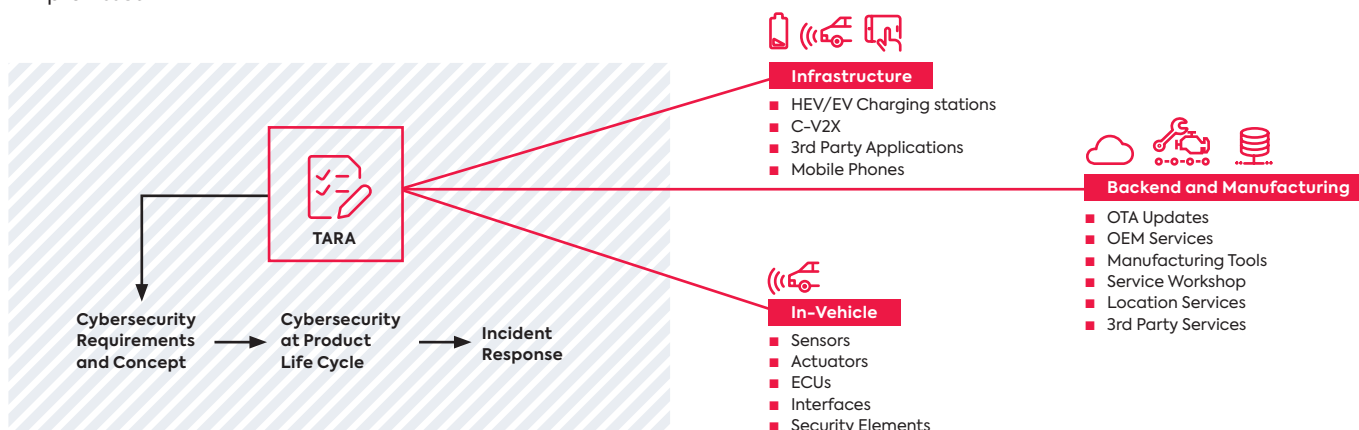 Infrastructure
HEV/EV Charging stations
C-V2X
3rd Party Applications
Mobile Phones
Backend and Manufacturing
OTA Updates
OEM Services
Manufacturing Tools
Service Workshop
Location Services
3rd Party Services
TARA
Cybersecurity
Requirements
and Concept
Cybersecurity
at Product
Life Cycle
Incident
Response
In-Vehicle
Sensors
Actuators
ECUs
Interfaces
Security Elements